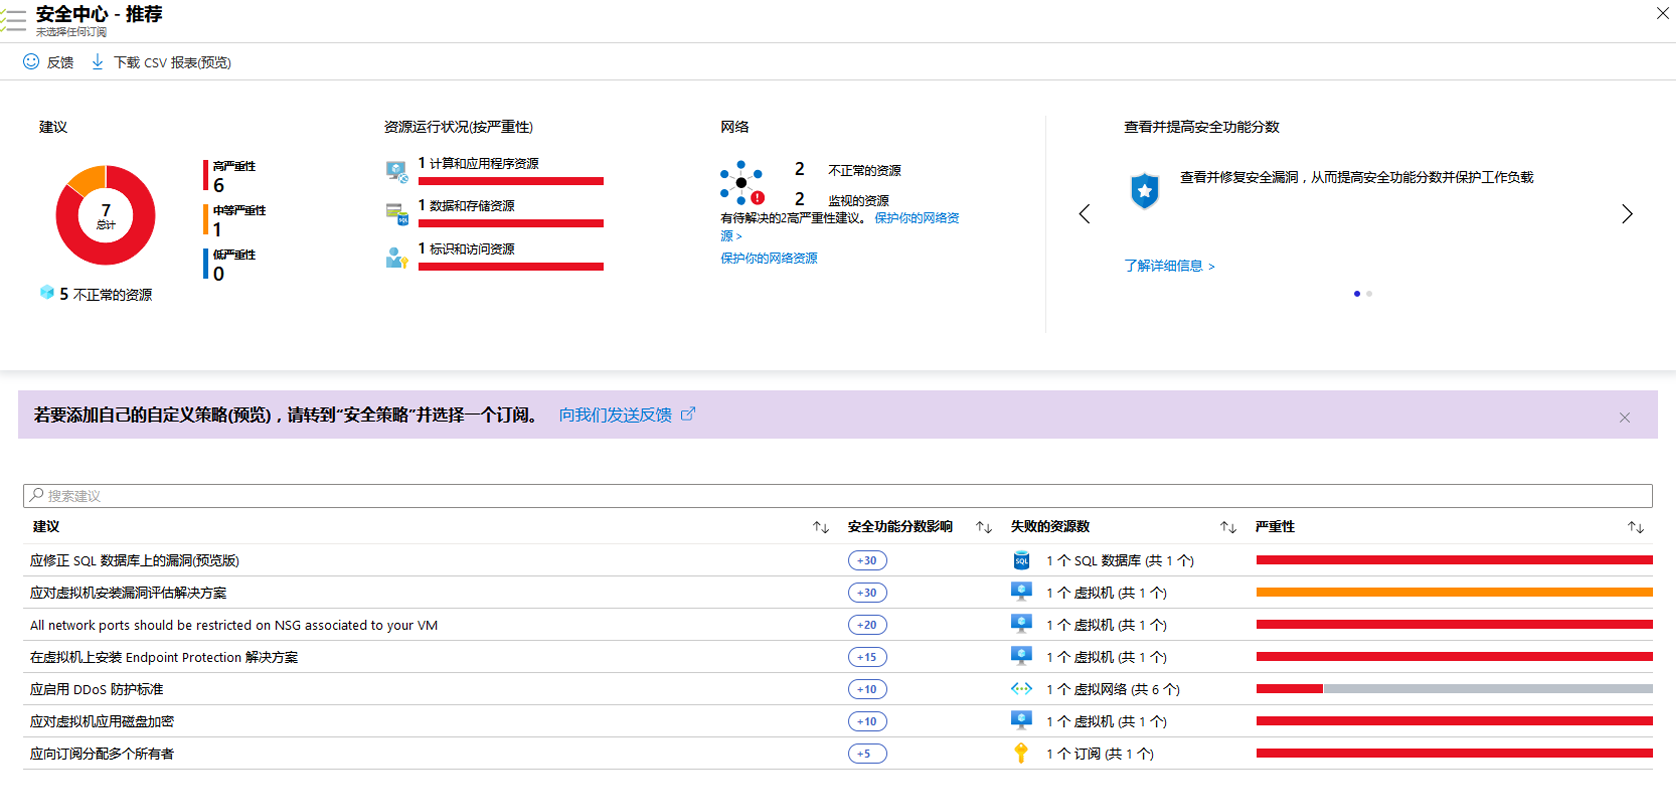 安全中心 - 推荐
未选择任何订阅
反馈
下载 CSV 报表(预览)
建议
7
总计
高严重性
6
中等严重性
1
低严重性
0
5 不正常的资源
资源运行状况(按严重性)
1 计算和应用程序资源
1 数据和存储资源
1 标识和访问资源
网络
2 不正常的资源
2 监视的资源
有待解决的2高严重性建议。 保护你的网络资
源 >
保护你的网络资源
查看并提高安全功能分数
查看并修复安全漏洞，从而提高安全功能分数并保护工作负载
了解详细信息 >
若要添加自己的自定义策略(预览)，请转到“安全策略”并选择一个订阅。 向我们发送反馈
搜索建议
建议 安全功能分数影响 失败的资源数 严重性
应修正 SQL 数据库上的漏洞(预览版) +30 SQL 1 个 SQL 数据库 (共 1 个)
应对虚拟机安装漏洞评估解决方案 +30 1 个 虚拟机 (共 1 个)
All network ports should be restricted on NSG associated to your VM +20 1 个 虚拟机 (共 1 个)
在虚拟机上安装 Endpoint Protection 解决方案 +15 1 个 虚拟机 (共 1 个)
应启用 DDoS 防护标准 +10 1 个 虚拟网络 (共 6 个)
应对虚拟机应用磁盘加密 +10 1 个 虚拟机 (共 1 个)
应向订阅分配多个所有者 +5 1 个 订阅 (共 1 个)